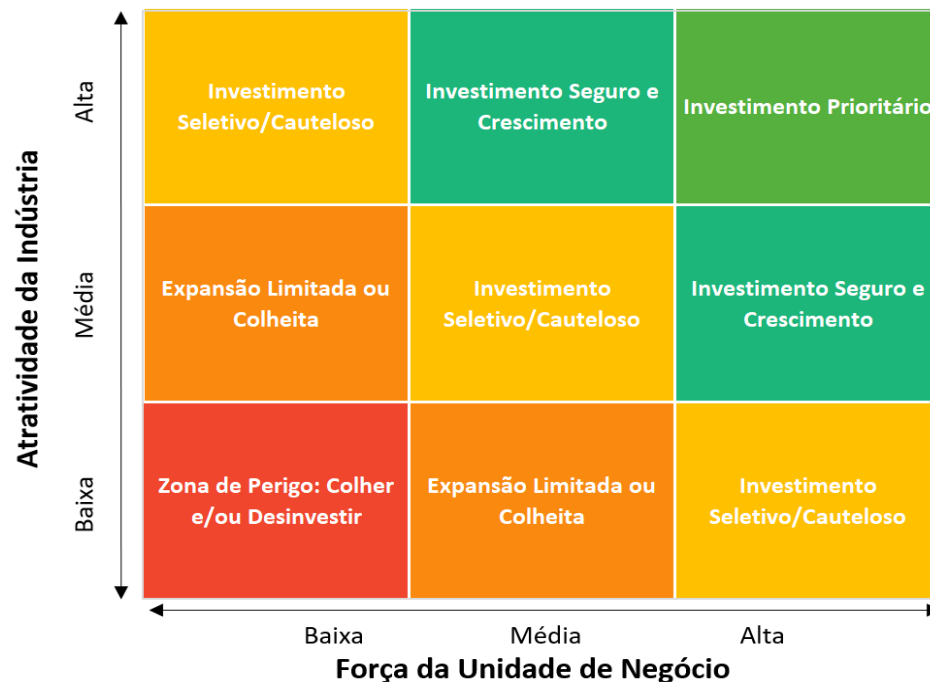 Atratividade da Indústria
Alta
Investimento
Seletivo/Cauteloso
Investimento Seguro e
Crescimento
Investimento Prioritário
Média
Expansão Limitada ou
Colheita
Investimento
Seletivo/Cauteloso
Investimento Seguro e
Crescimento
Baixa
Zona de Perigo: Colher
e/ou Desinvestir
Expansão Limitada ou
Colheita
Investimento
Seletivo/Cauteloso
Baixa
Média
Alta
Força da Unidade de Negócio